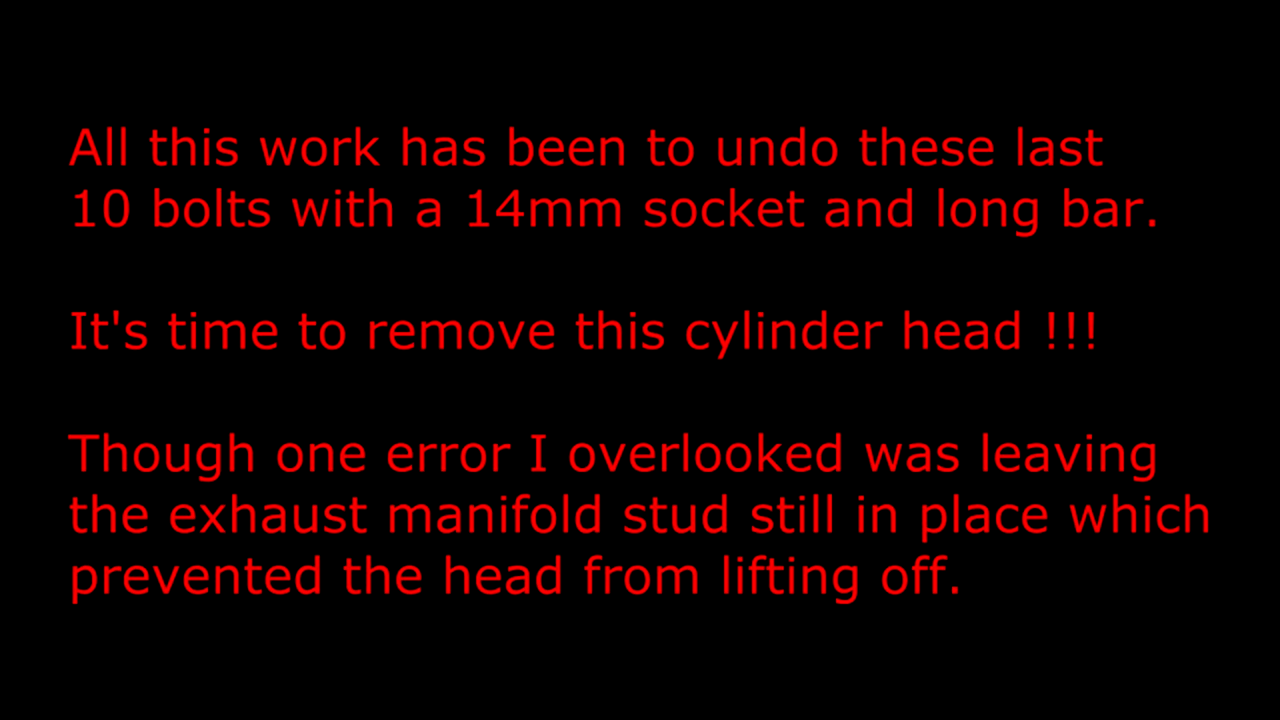 All this work has been to undo these last
10 bolts with a 14mm socket and long bar.
It's time to remove this cylinder head !!!
Though one error I overlooked was leaving
the exhaust manifold stud still in place which
prevented the head from lifting off.